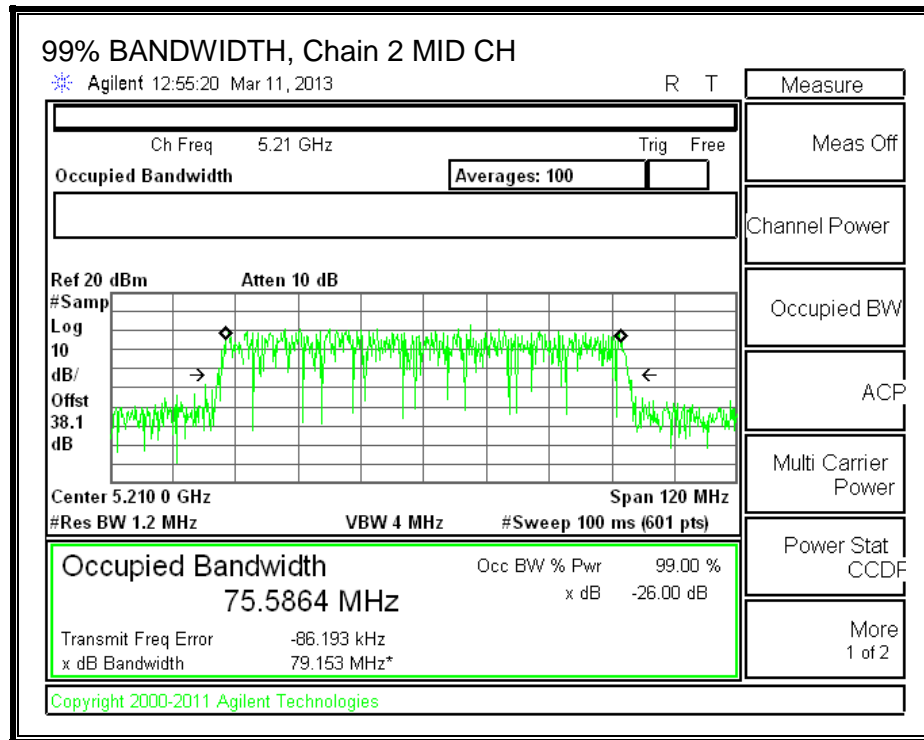 99% BANDWIDTH, Chain 2 MID CH
Agilent 12:55:20 Mar 11, 2013 R T
Measure
Ch Freq 5.21 GHz Trig Free
Meas Off
Occupied Bandwidth Averages: 100
Channel Power
Ref 20 dBm Atten 10 dB
#Samp
Log
10
dB/
Offst
38.1
dB
Occupied BW
ACP
Multi Carrier
Power
Center 5.210 0 GHz Span 120 MHz
#Res BW 1.2 MHz VBW 4 MHz #Sweep 100 ms (601 pts)
Power Stat
CCDF
Occupied Bandwidth Occ BW % Pwr 99.00 %
75.5864 MHz x dB -26.00 dB
Transmit Freq Error -86.193 kHz
x dB Bandwidth 79.153 MHz*
More
1 of 2
Copyright 2000-2011 Agilent Technologies